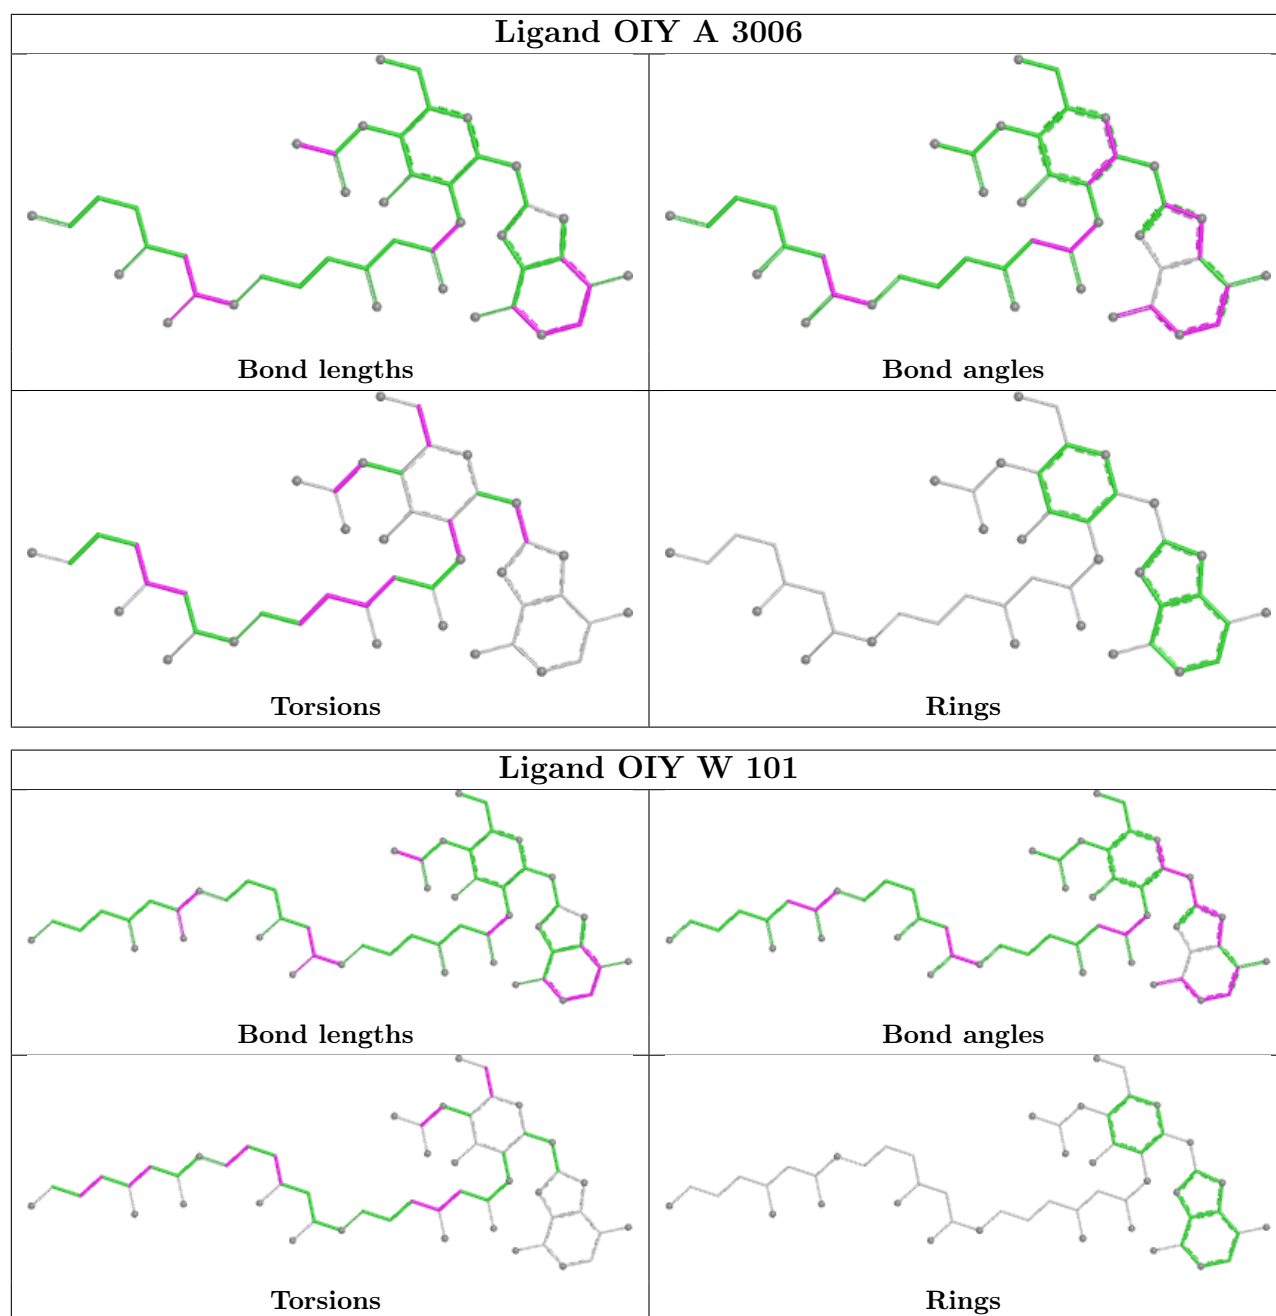 Ligand OIY A 3006
Bond lengths
Bond angles
Torsions
Rings
Ligand OIY W 101
Bond lengths
Bond angles
Torsions
Rings